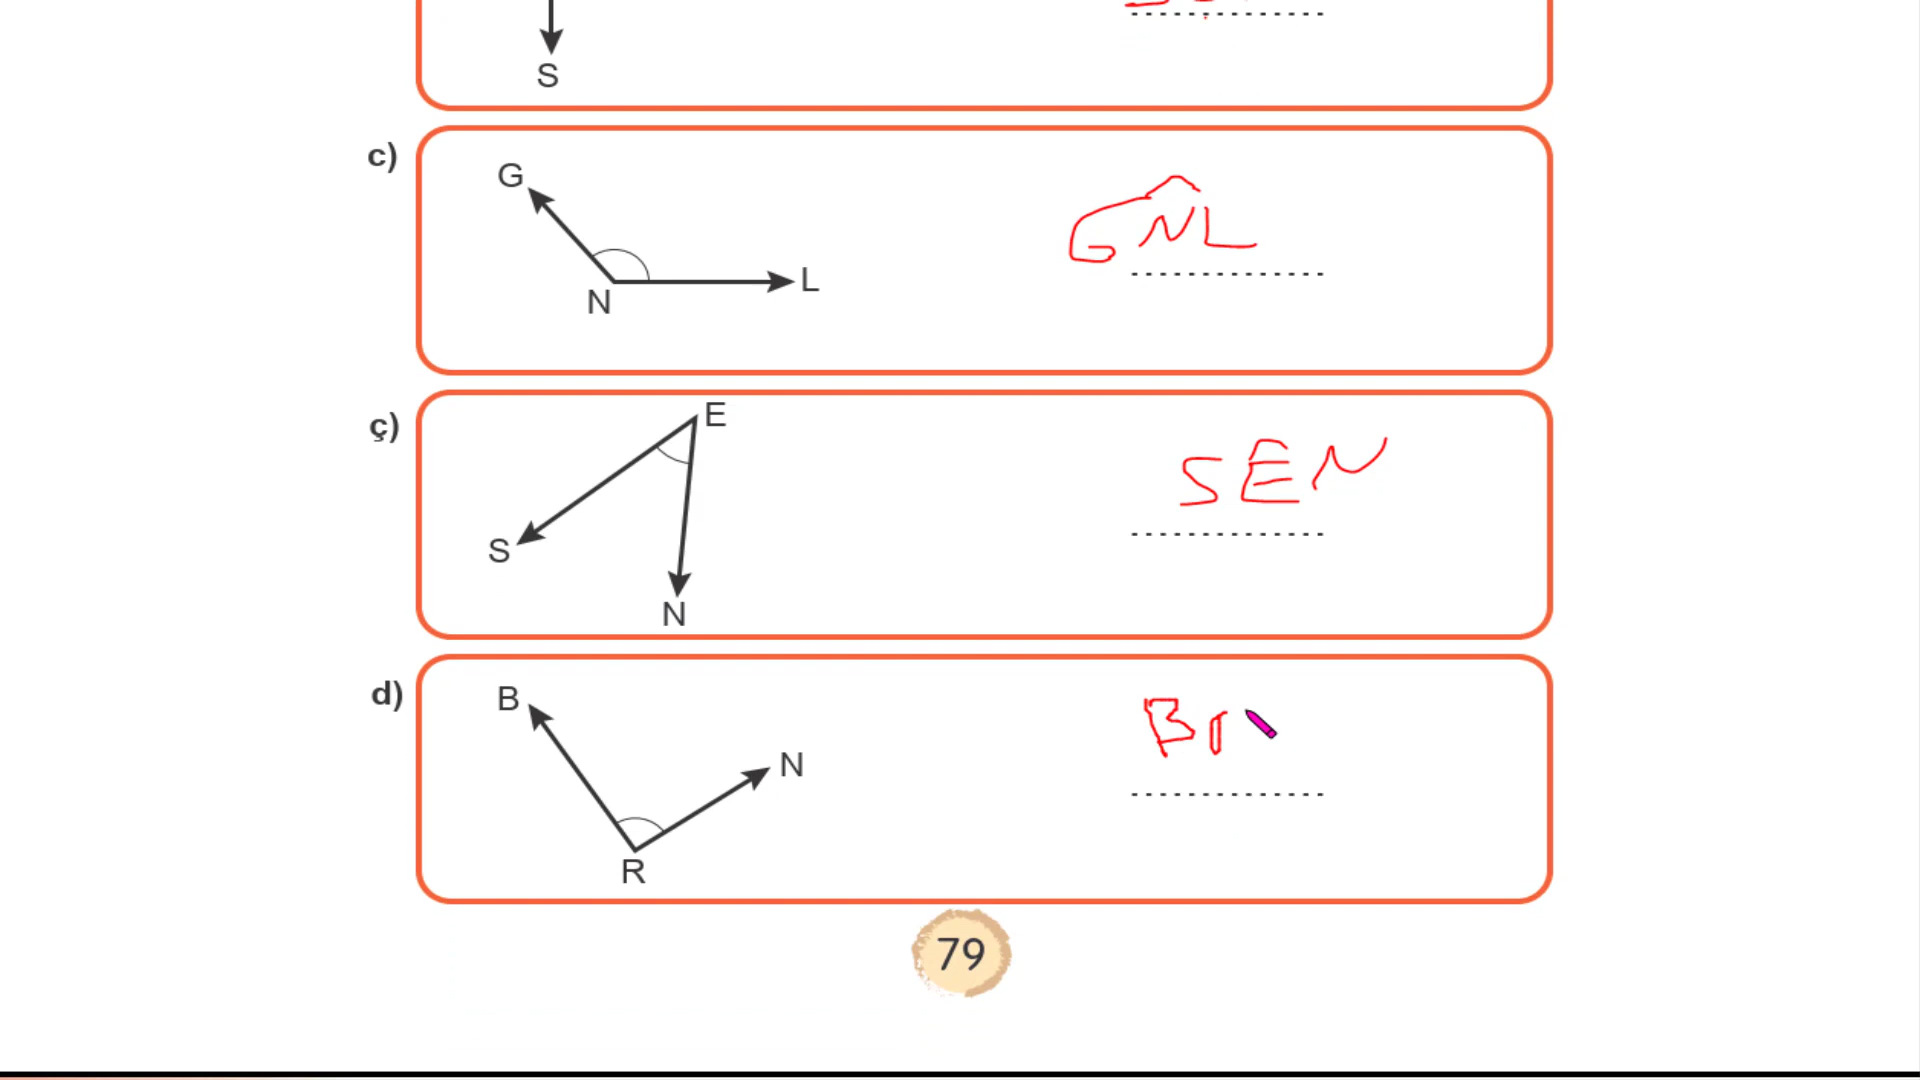 S
c)
G
N
L
GNL
..............
ç)
E
S
N
SEN
..............
d)
B
N
R
B
..............
79